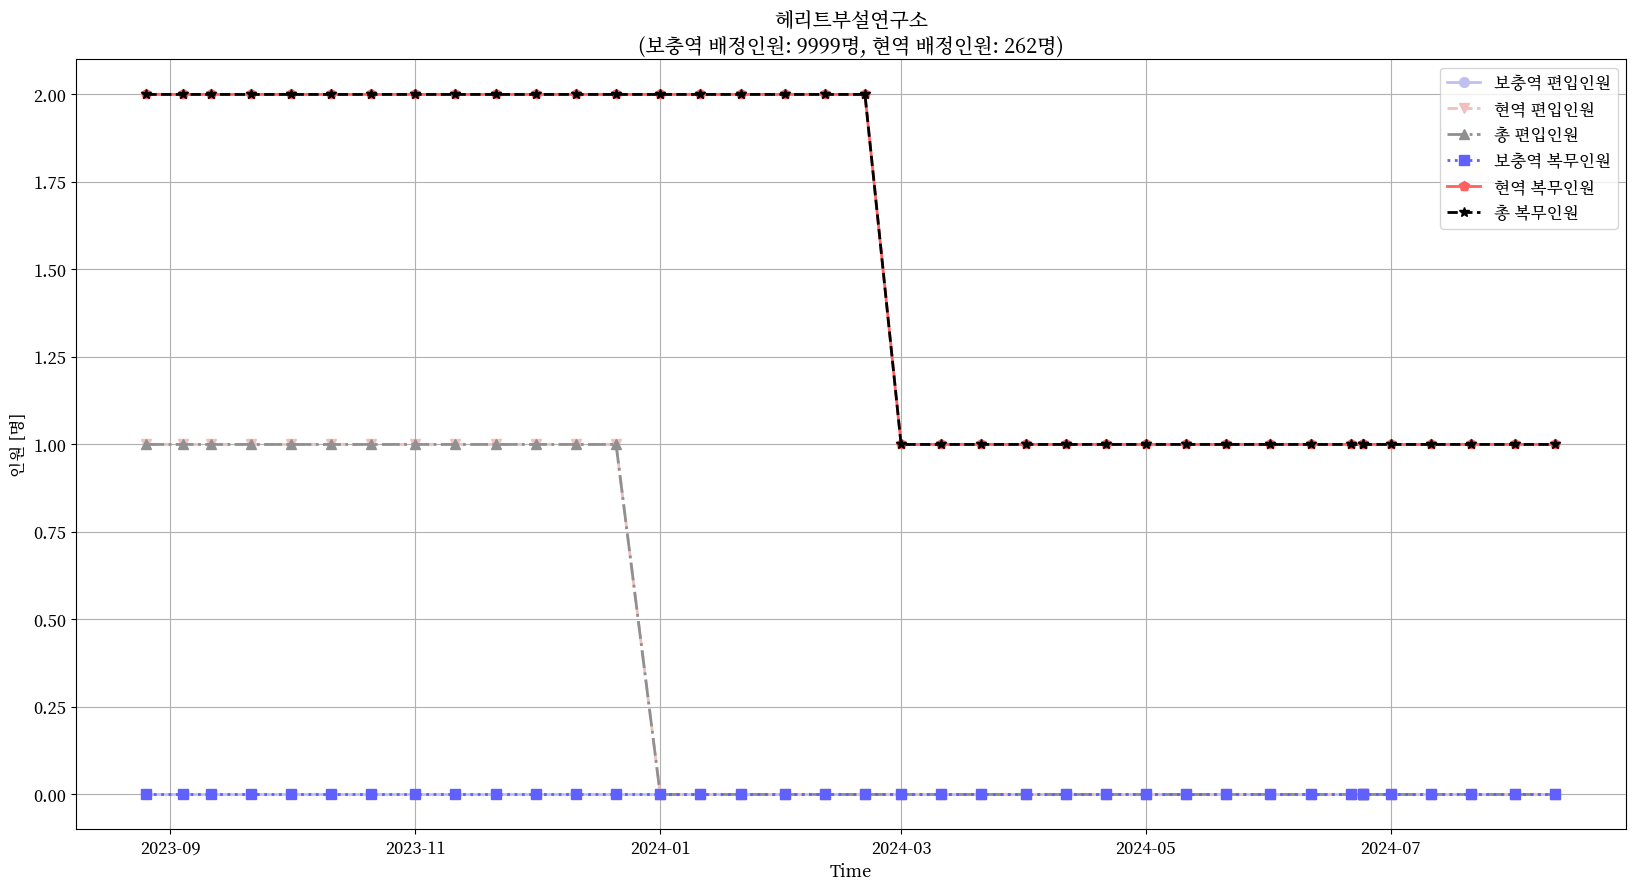 헤리트부설연구소
(보충역 배정인원: 9999명, 현역 배정인원: 262명)
보충역 편입인원
현역 편입인원
총 편입인원
보충역 복무인원
현역 복무인원
총 복무인원
2.00
1.75
1.50
1.25
1.00
0.75
0.50
0.25
0.00
인원 [명]
2023-09 2023-11 2024-01 2024-03 2024-05 2024-07
Time